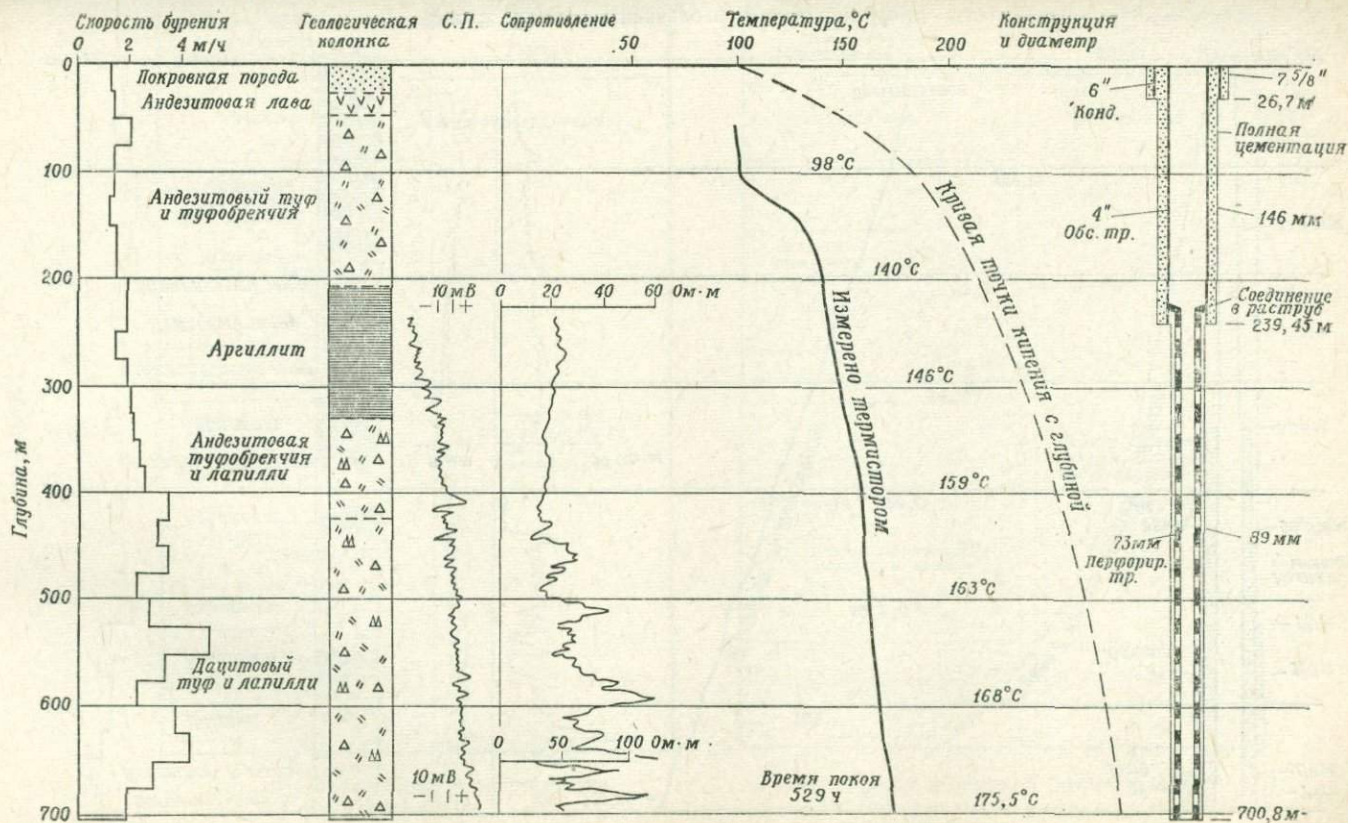 Скорость бурения
0 2 4 м/ч
Геологическая
колонка
С. П.
Сопротивление
50
Температура,°С
100 150 200
Конструкция
и диаметр
Глубина, м
0
100
200
300
400
500
600
700
Покровная порода
Андезитовая лава
Андезитовый туф
и туфобрекчия
Аргиллит
Андезитовая
туфобрекчия
и лапилли
Дацитовый
туф и лапилли
10 мВ
− +
0 20 40 60 Ом·м
0 50 100 Ом·м
10 мВ
− +
98°С
140°С
146°С
159°С
163°С
168°С
175,5°С
Измерено термистором
Кривая точки кипения с глубиной
Время покоя
529 ч
6"
Конд.
7 5/8"
26,7 м
Полная
цементация
4"
Обс. тр.
146 мм
Соединение
в раструб
239,45 м
73мм
Перфорир.
тр.
89 мм
700,8м